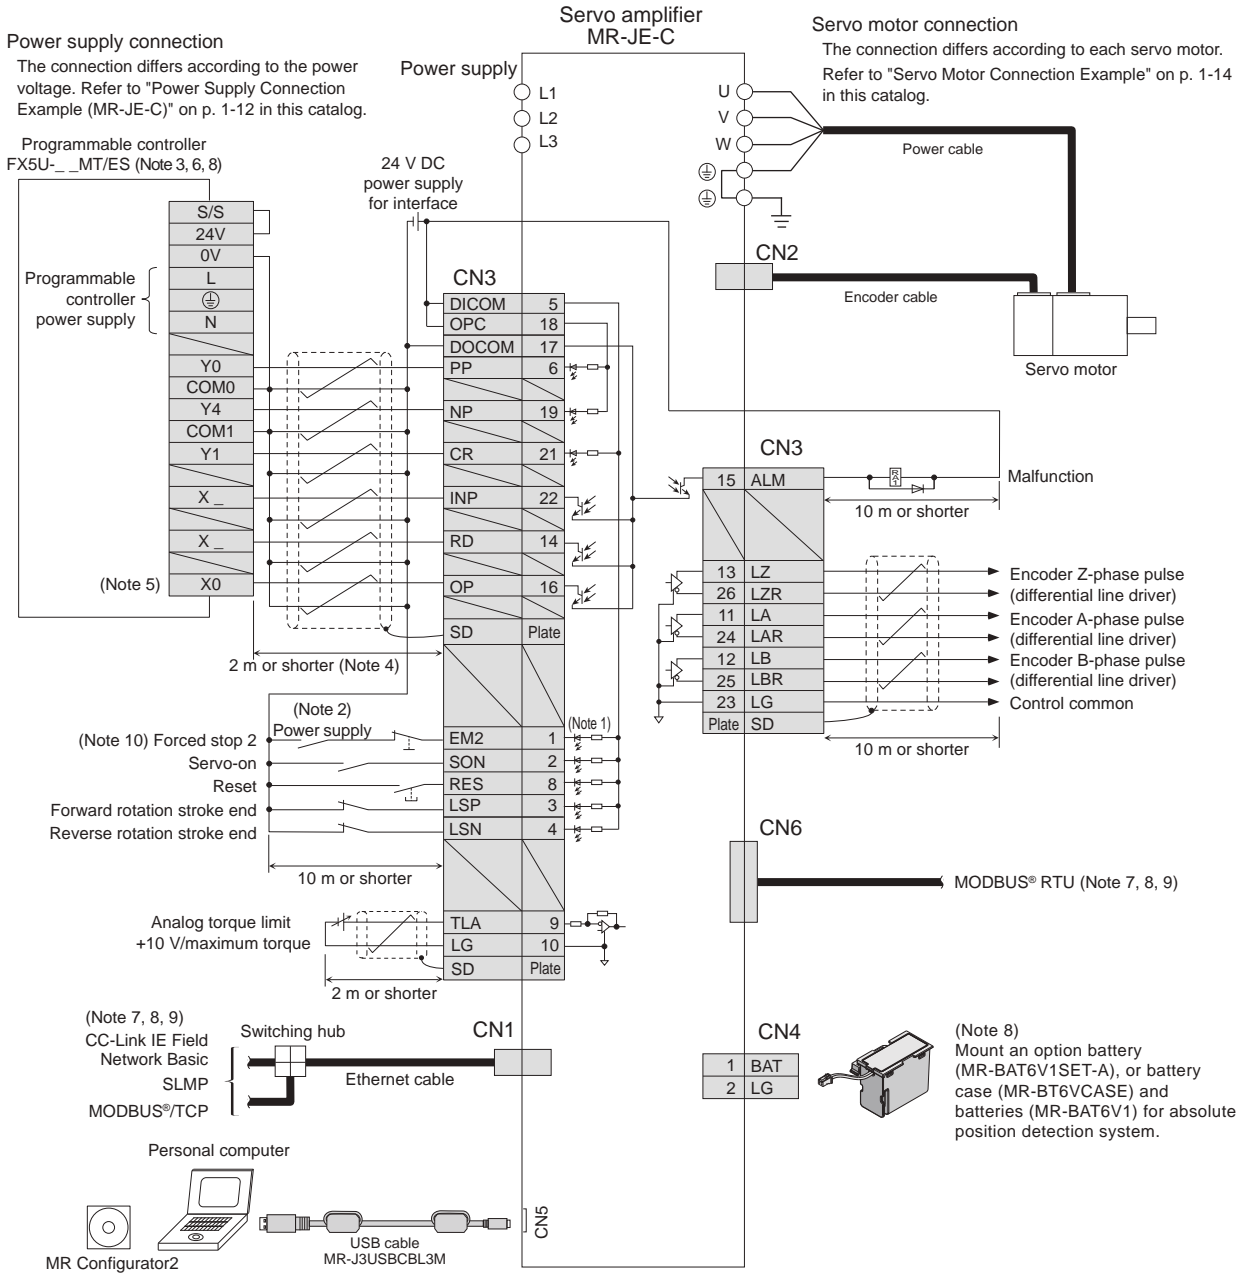 Servo amplifier
MR-JE-C
Power supply connection
The connection differs according to the power
voltage. Refer to "Power Supply Connection
Example (MR-JE-C)" on p. 1-12 in this catalog.
Servo motor connection
The connection differs according to each servo motor.
Refer to "Servo Motor Connection Example" on p. 1-14
in this catalog.
Power supply
L1
L2
L3
U
V
W
Power cable
CN2
Encoder cable
Servo motor
Programmable controller
FX5U-_ _MT/ES (Note 3, 6, 8)
24 V DC
power supply
for interface
S/S
24V
0V
L
N
Programmable
controller
power supply
Y0
COM0
Y4
COM1
Y1
X _
X _
(Note 5)
X0
2 m or shorter (Note 4)
CN3
DICOM 5
OPC 18
DOCOM 17
PP 6
NP 19
CR 21
INP 22
RD 14
OP 16
SD Plate
(Note 2)
Power supply
(Note 1)
(Note 10) Forced stop 2
EM2 1
Servo-on
SON 2
Reset
RES 8
Forward rotation stroke end
LSP 3
Reverse rotation stroke end
LSN 4
10 m or shorter
Analog torque limit
+10 V/maximum torque
TLA 9
LG 10
SD Plate
2 m or shorter
CN3
15 ALM
RA1
Malfunction
10 m or shorter
13 LZ
26 LZR
11 LA
24 LAR
12 LB
25 LBR
23 LG
Plate SD
Encoder Z-phase pulse
(differential line driver)
Encoder A-phase pulse
(differential line driver)
Encoder B-phase pulse
(differential line driver)
Control common
10 m or shorter
CN6
MODBUS® RTU (Note 7, 8, 9)
(Note 7, 8, 9)
CC-Link IE Field
Network Basic
SLMP
MODBUS®/TCP
Switching hub
Ethernet cable
CN1
CN4
1 BAT
2 LG
(Note 8)
Mount an option battery
(MR-BAT6V1SET-A), or battery
case (MR-BT6VCASE) and
batteries (MR-BAT6V1) for absolute
position detection system.
Personal computer
MR Configurator2
USB cable
MR-J3USBCBL3M
CN5